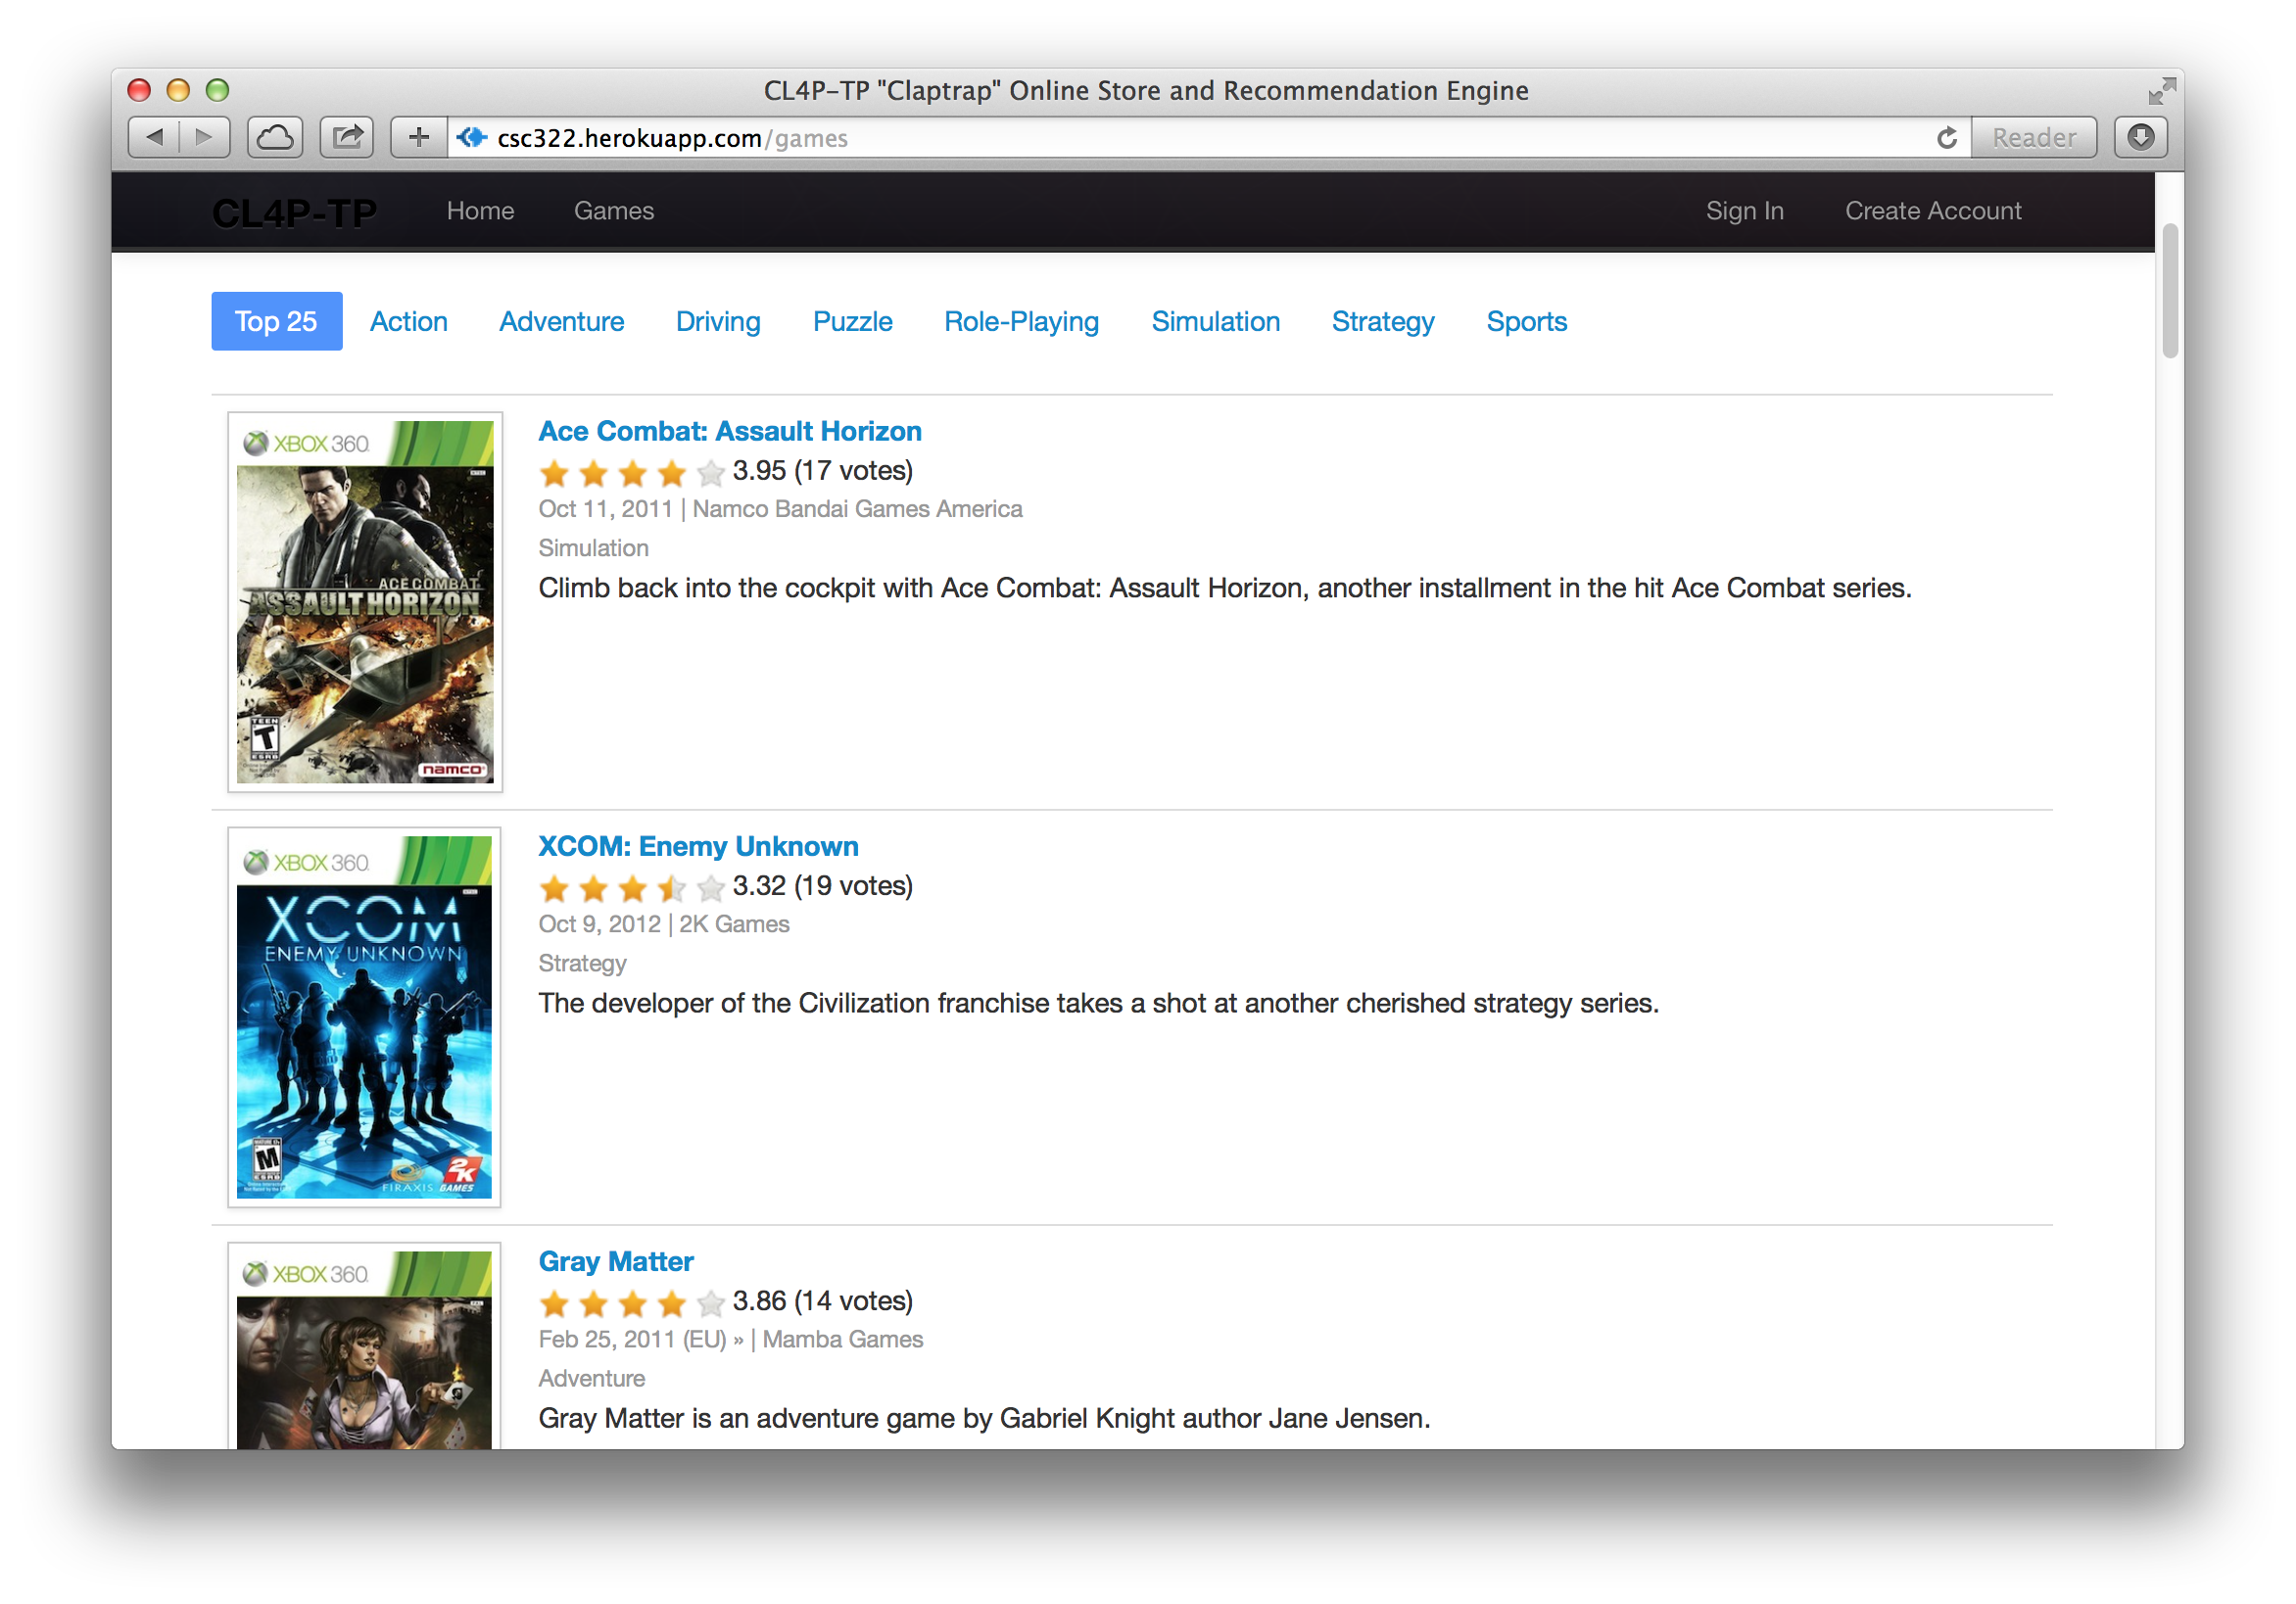 CL4P-TP "Claptrap" Online Store and Recommendation Engine
csc322.herokuapp.com/games
Reader
CL4P-TP Home Games Sign In Create Account
Top 25 Action Adventure Driving Puzzle Role-Playing Simulation Strategy Sports
XBOX 360
ACE COMBAT
ASSAULT HORIZON
TEEN
T
ESRB
namco
Ace Combat: Assault Horizon
3.95 (17 votes)
Oct 11, 2011 | Namco Bandai Games America
Simulation
Climb back into the cockpit with Ace Combat: Assault Horizon, another installment in the hit Ace Combat series.
XBOX 360
XCOM
ENEMY UNKNOWN
M
ESRB
FIRAXIS
2K
GAMES
XCOM: Enemy Unknown
3.32 (19 votes)
Oct 9, 2012 | 2K Games
Strategy
The developer of the Civilization franchise takes a shot at another cherished strategy series.
XBOX 360
Gray Matter
3.86 (14 votes)
Feb 25, 2011 (EU) » | Mamba Games
Adventure
Gray Matter is an adventure game by Gabriel Knight author Jane Jensen.